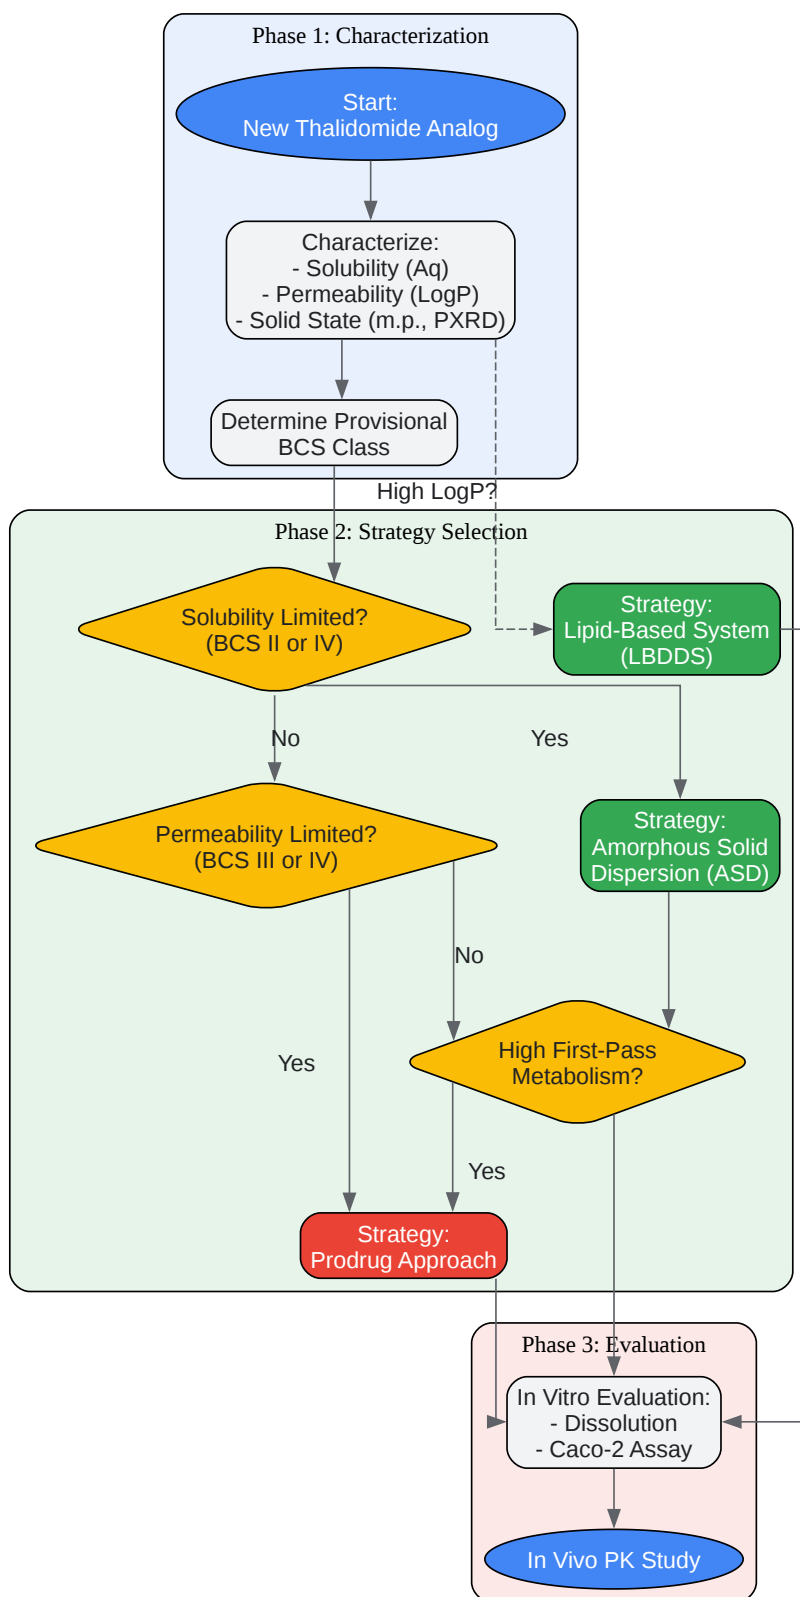 Phase 1: Characterization
Start:
New Thalidomide Analog
Characterize:
- Solubility (Aq)
- Permeability (LogP)
- Solid State (m.p., PXRD)
Determine Provisional
BCS Class
High LogP?
Phase 2: Strategy Selection
Solubility Limited?
(BCS II or IV)
Strategy:
Lipid-Based System
(LBDDS)
No
Yes
Permeability Limited?
(BCS III or IV)
Strategy:
Amorphous Solid
Dispersion (ASD)
No
Yes
High First-Pass
Metabolism?
Yes
Strategy:
Prodrug Approach
Phase 3: Evaluation
In Vitro Evaluation:
- Dissolution
- Caco-2 Assay
In Vivo PK Study